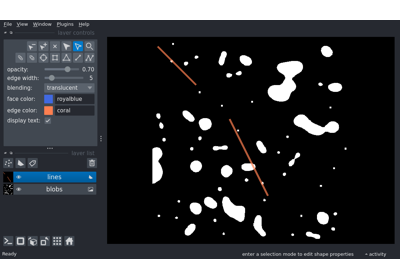 File View Window Plugins Help
layer controls
opacity: 0.70
edge width: 5
blending: translucent
face color: royalblue
edge color: coral
display text:
layer list
lines
blobs
Ready enter a selection mode to edit shape properties activity